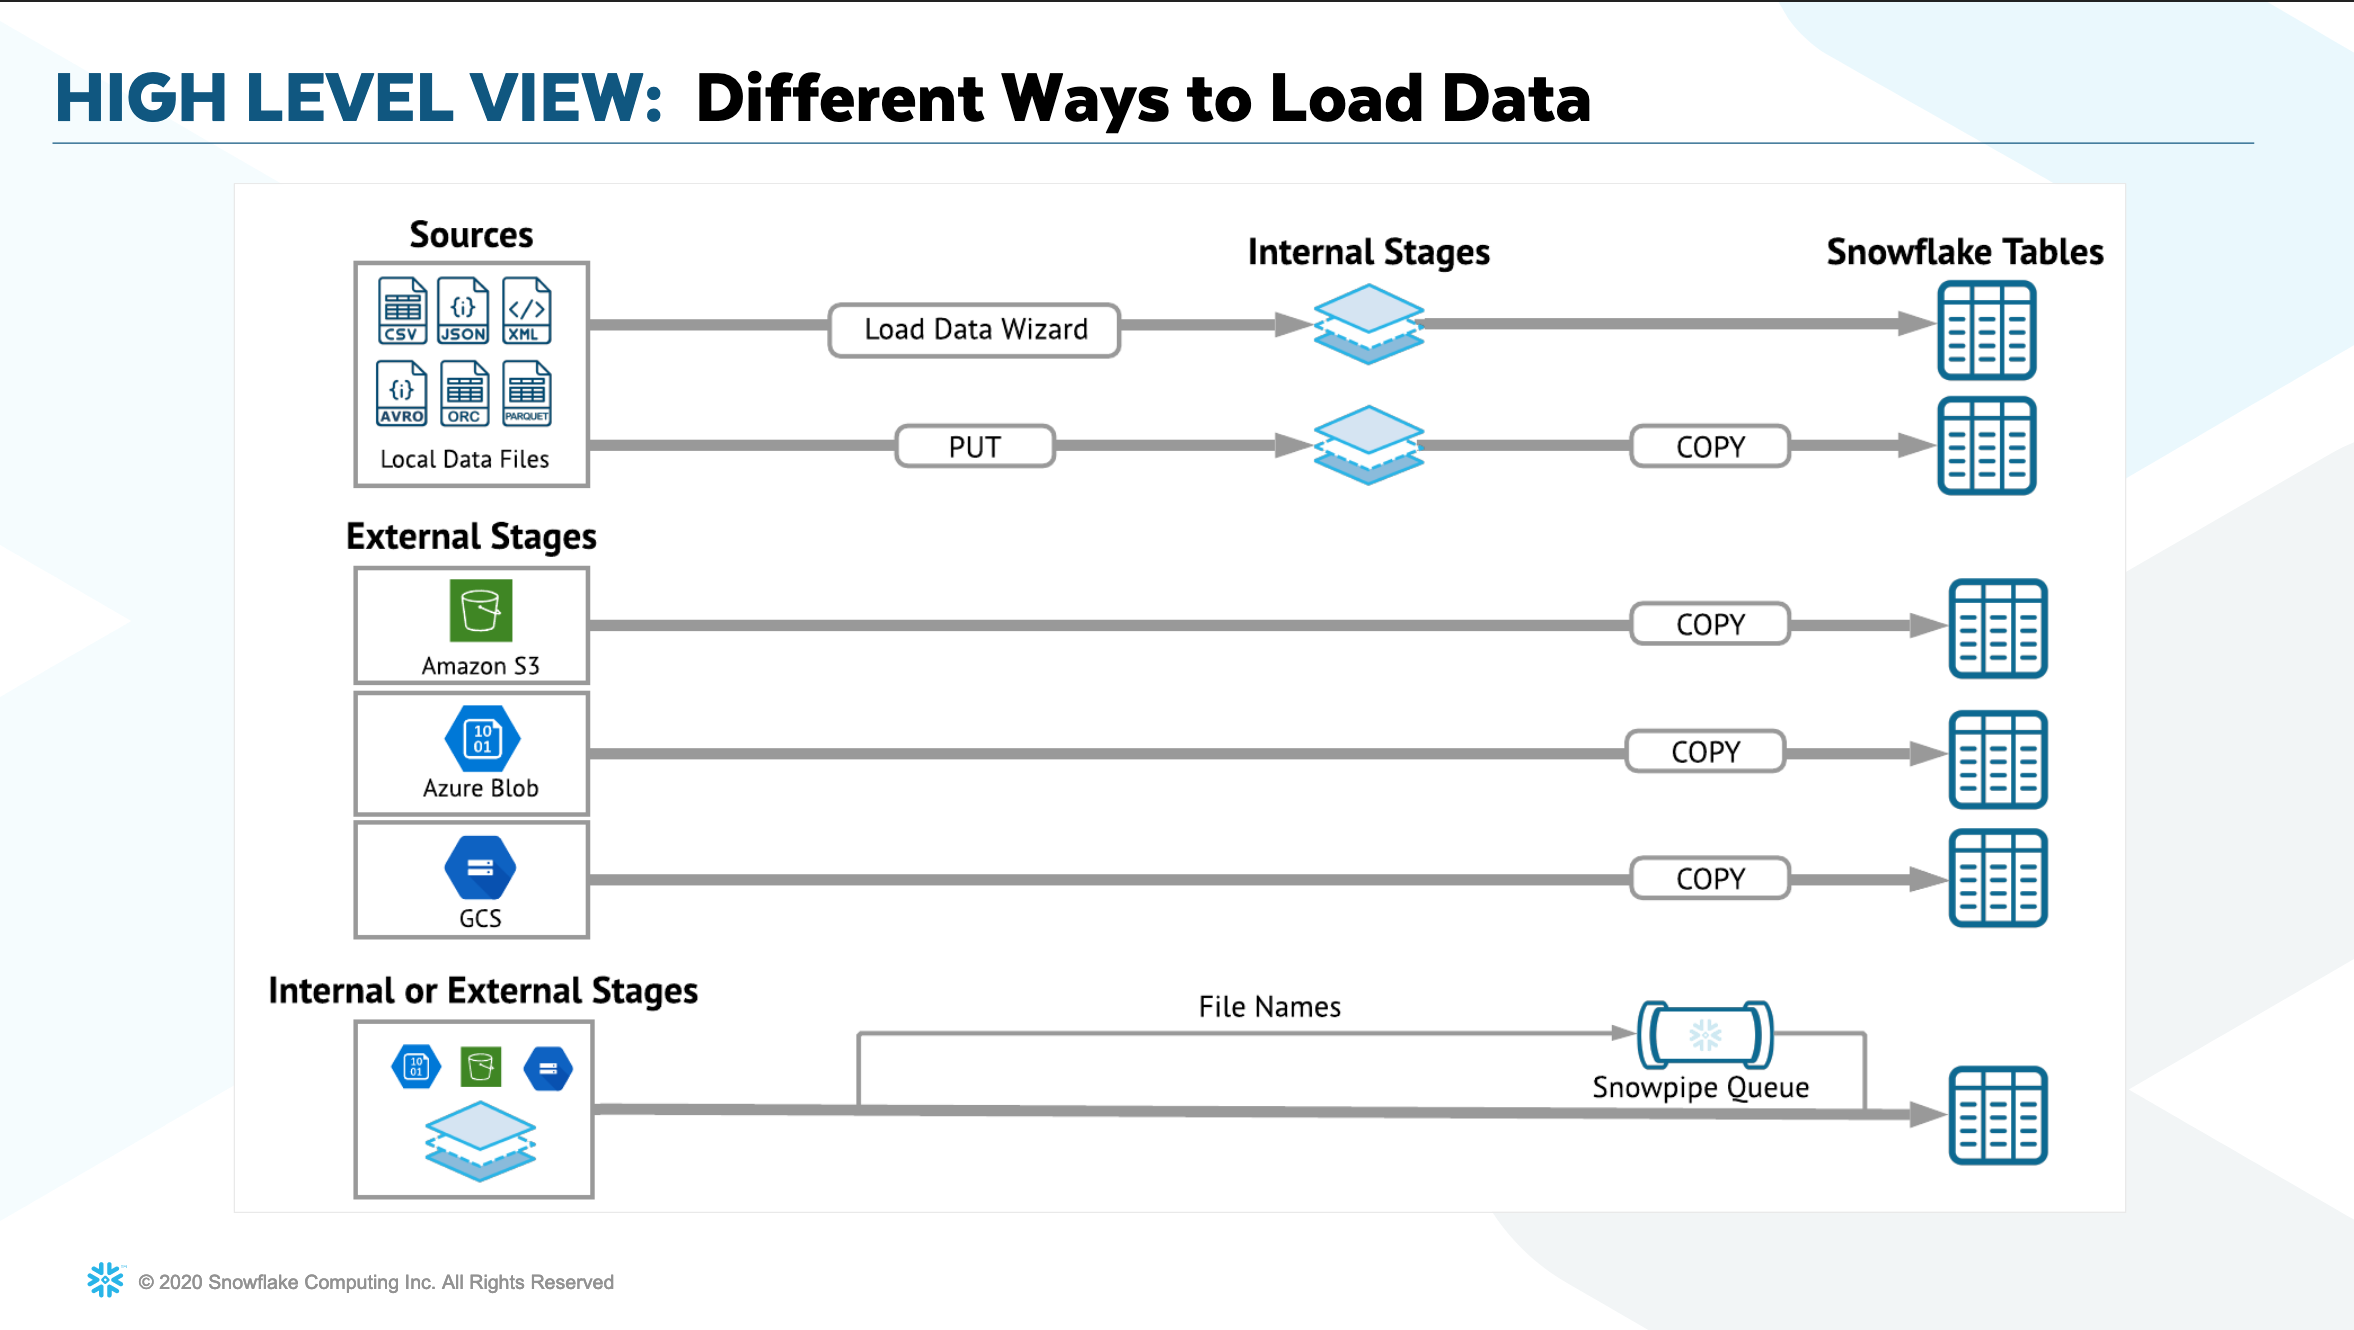 HIGH LEVEL VIEW: Different Ways to Load Data
Sources
Internal Stages
Snowflake Tables
CSV
JSON
XML
AVRO
ORC
PARQUET
Local Data Files
Load Data Wizard
PUT
COPY
External Stages
Amazon S3
COPY
10
01
Azure Blob
COPY
GCS
COPY
Internal or External Stages
10
01
File Names
Snowpipe Queue
© 2020 Snowflake Computing Inc. All Rights Reserved